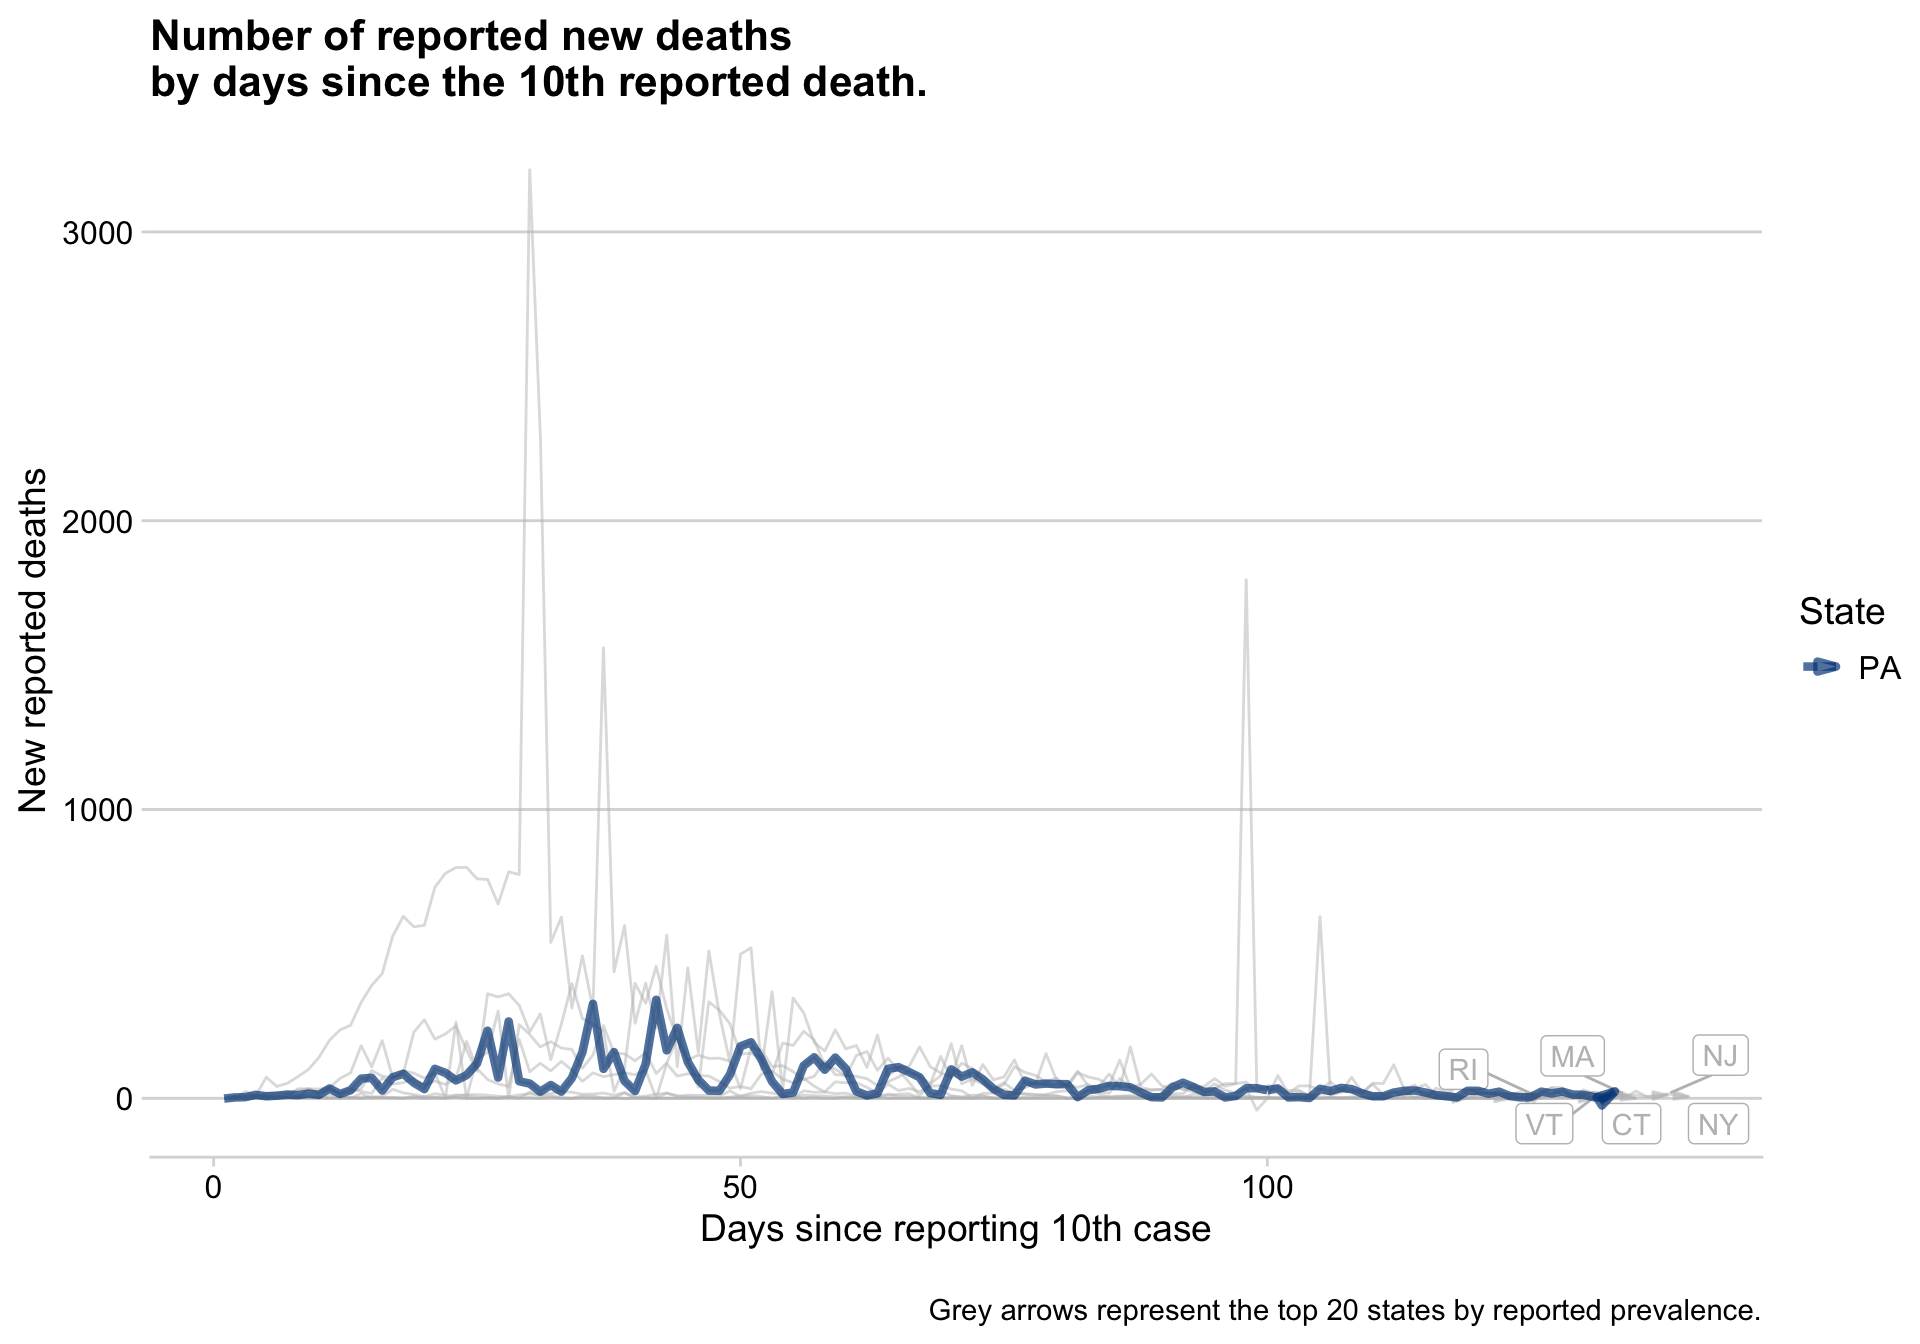 Number of reported new deaths
by days since the 10th reported death.
3000
2000
1000
0
New reported deaths
State
PA
RI
MA
NJ
VT
CT
NY
0
50
100
Days since reporting 10th case
Grey arrows represent the top 20 states by reported prevalence.